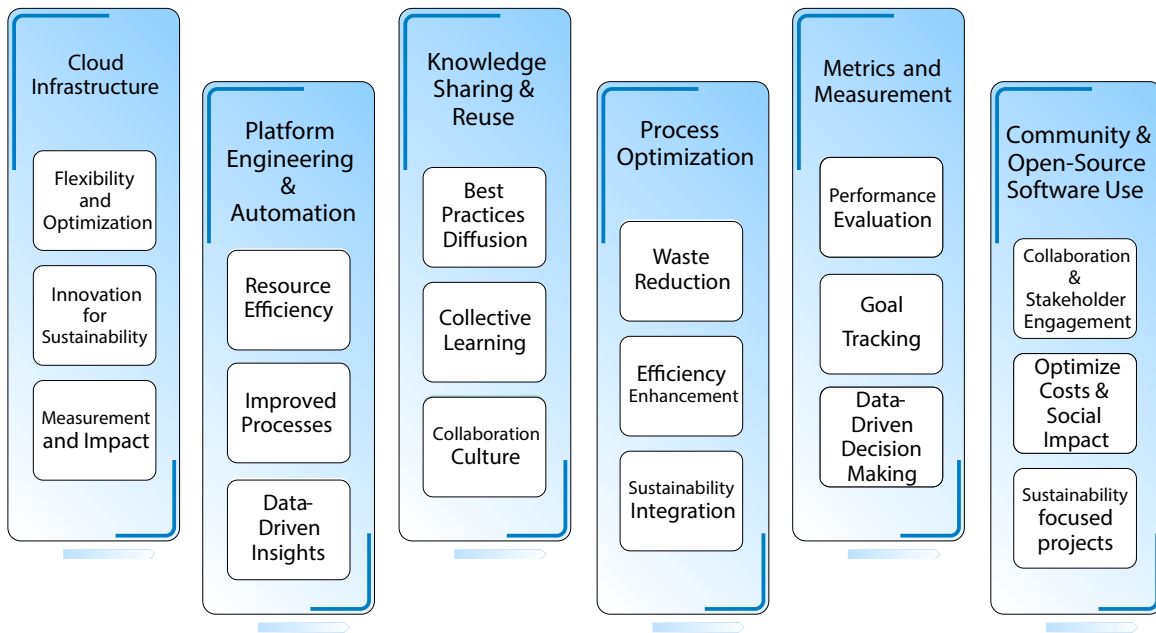 Cloud
Infrastructure
Flexibility
and
Optimization
Innovation
for
Sustainability
Measurement
and Impact
Platform
Engineering
&
Automation
Resource
Efficiency
Improved
Processes
Data-
Driven
Insights
Knowledge
Sharing &
Reuse
Best
Practices
Diffusion
Collective
Learning
Collaboration
Culture
Process
Optimization
Waste
Reduction
Efficiency
Enhancement
Sustainability
Integration
Metrics and
Measurement
Performance
Evaluation
Goal
Tracking
Data-
Driven
Decision
Making
Community &
Open-Source
Software Use
Collaboration
&
Stakeholder
Engagement
Optimize
Costs &
Social
Impact
Sustainability
focused
projects